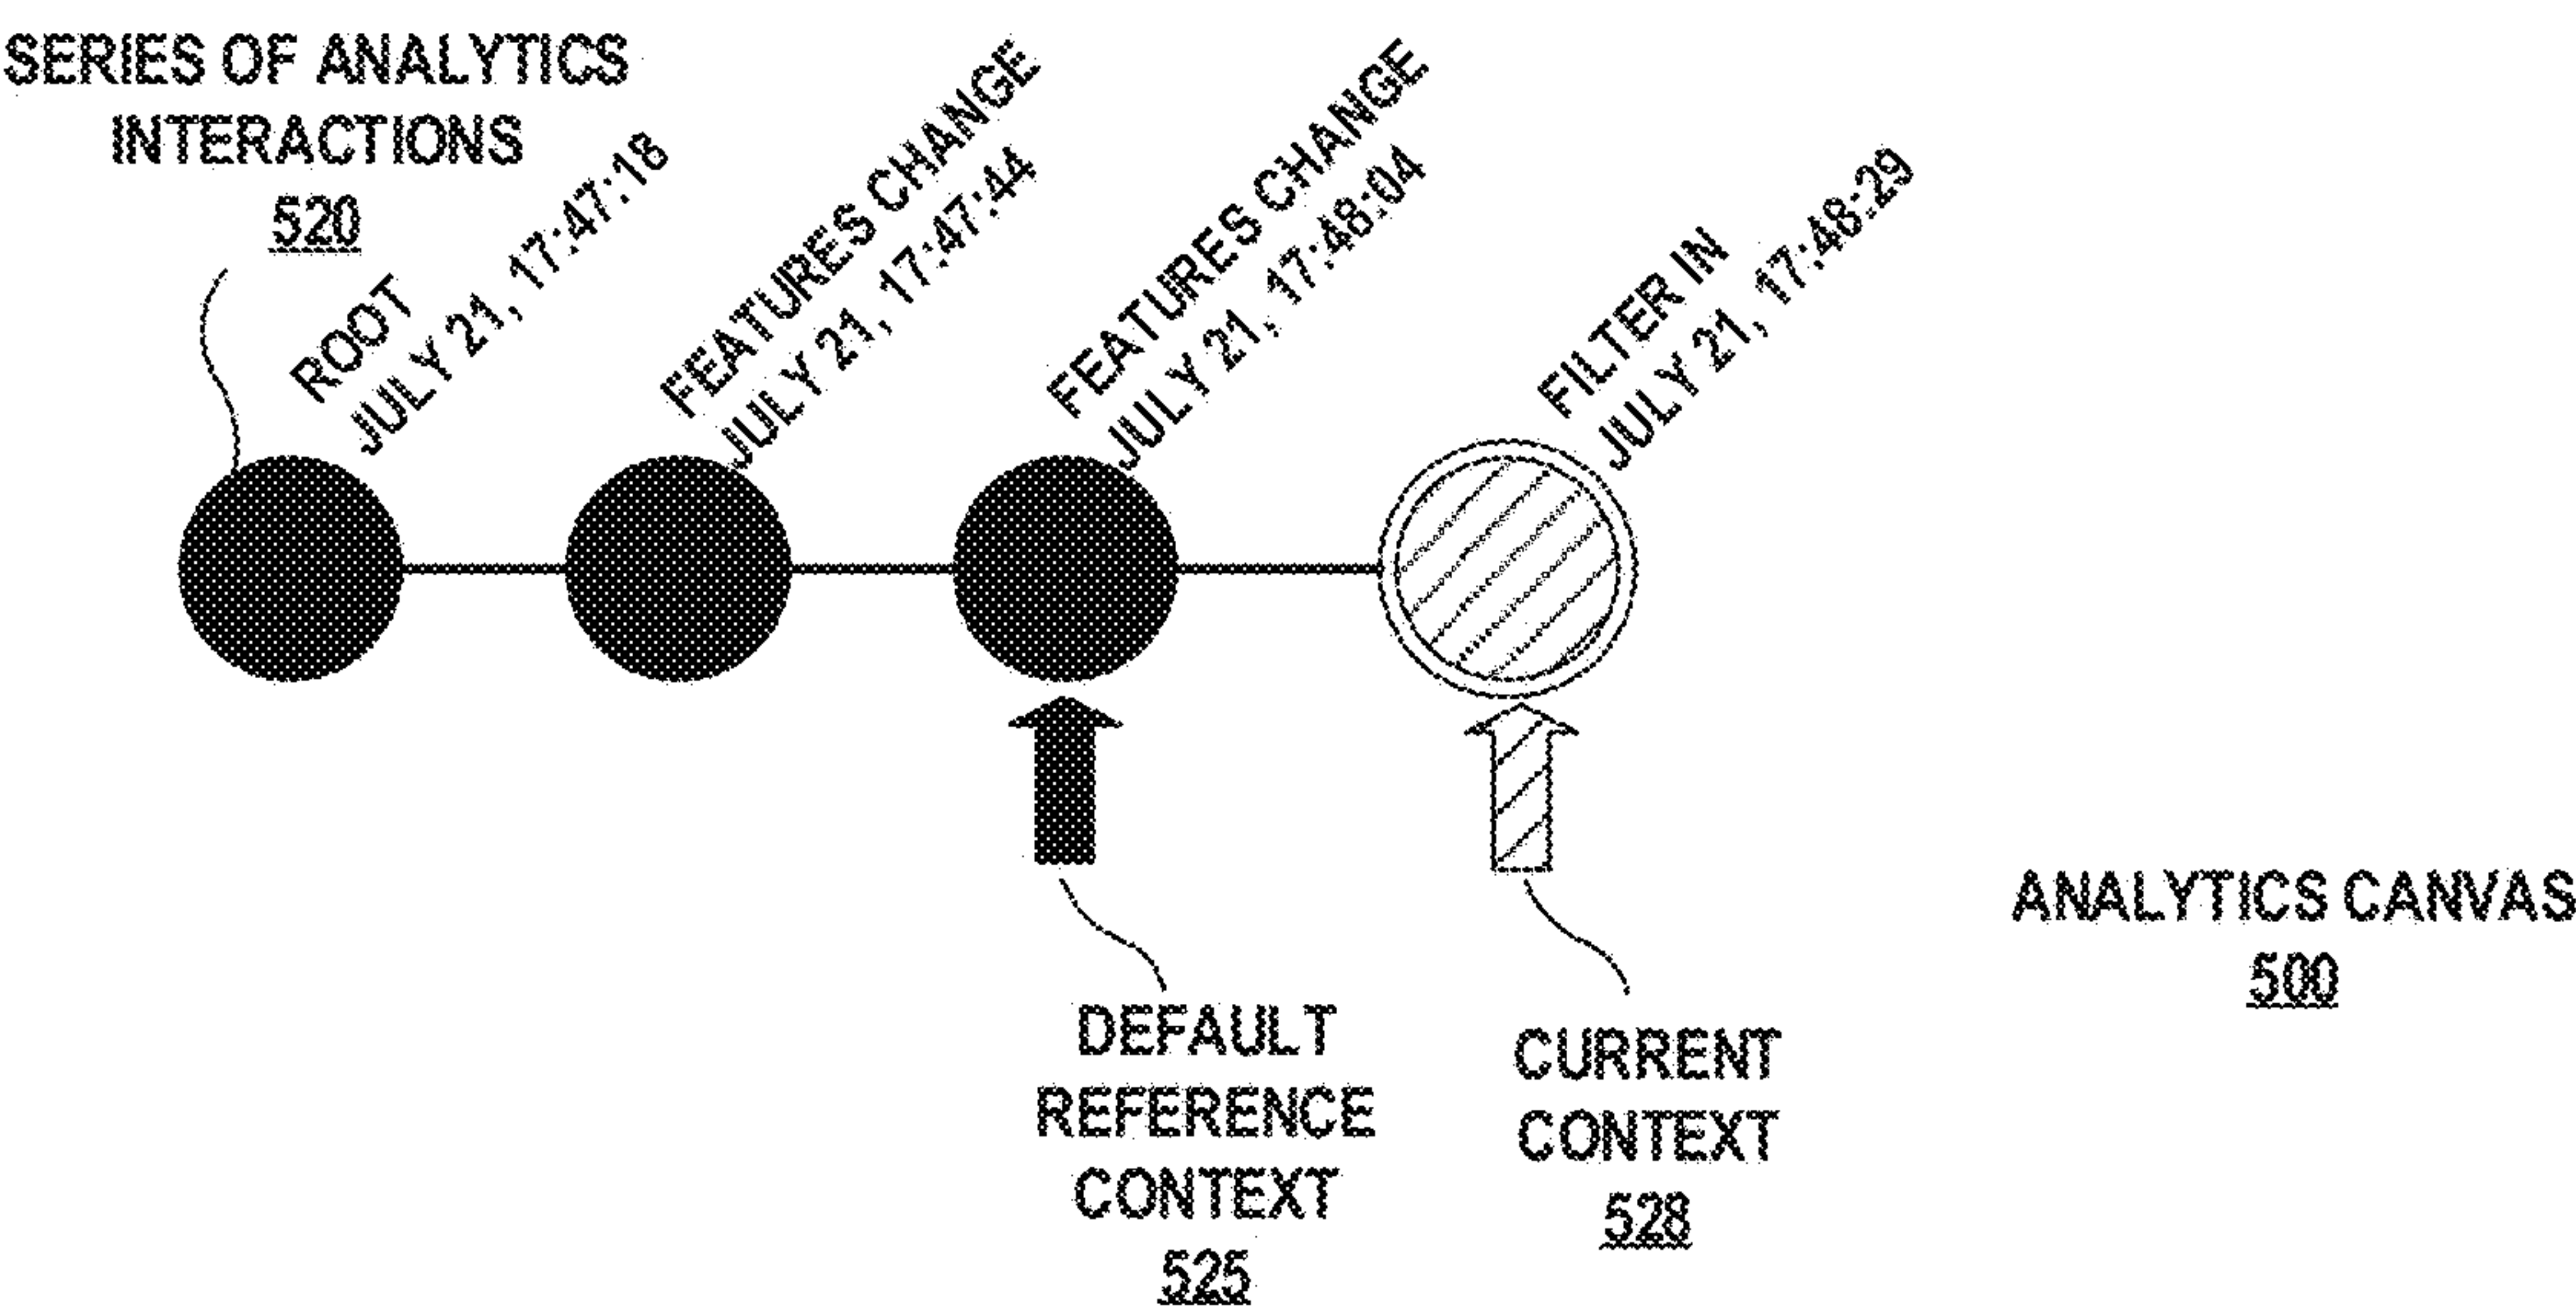 SERIES OF ANALYTICS
INTERACTIONS
520
ROOT
JULY 21, 17:47:18
FEATURES CHANGE
JULY 21, 17:47:44
FEATURES CHANGE
JULY 21, 17:48:04
FILTER IN
JULY 21, 17:48:29
DEFAULT
REFERENCE
CONTEXT
525
CURRENT
CONTEXT
528
ANALYTICS CANVAS
500